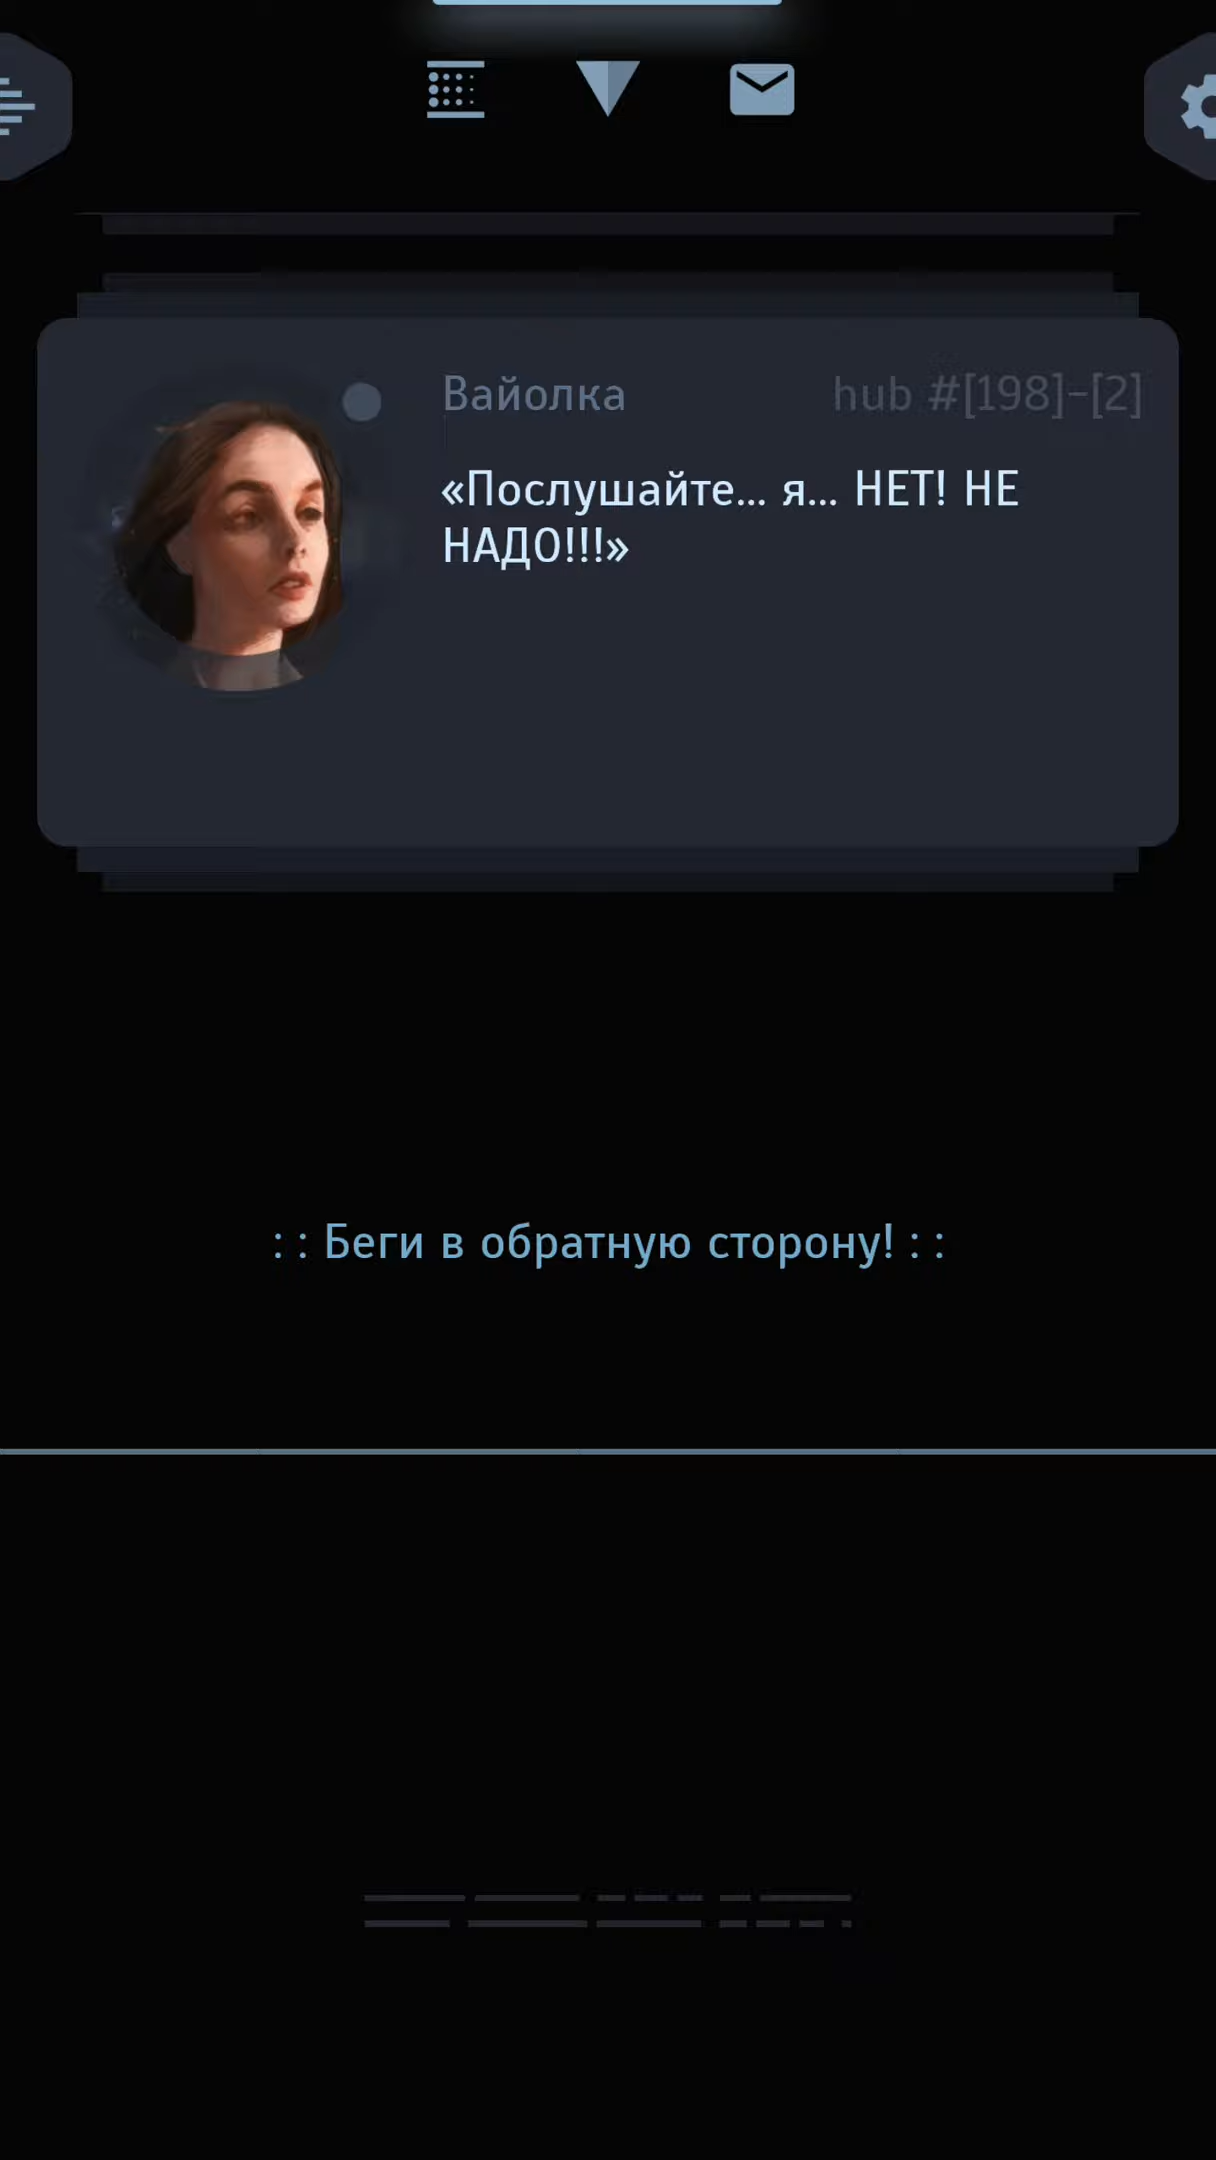 Вайолка hub #[198]-[2]
«Послушайте... я... НЕТ! НЕ
НАДО!!!»
: : Беги в обратную сторону! : :